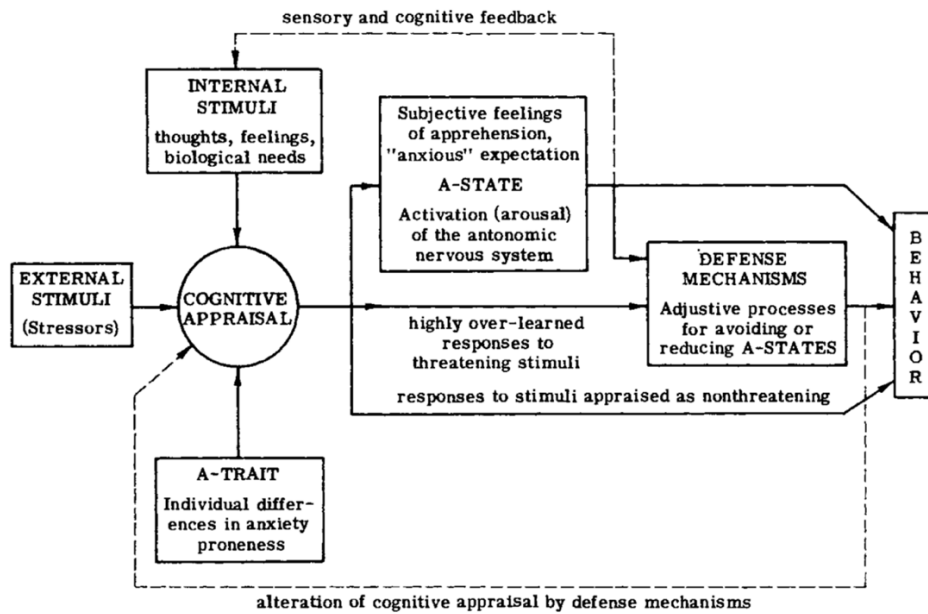 sensory and cognitive feedback
INTERNAL
STIMULI
thoughts, feelings,
biological needs
Subjective feelings
of apprehension,
"anxious" expectation
A-STATE
Activation (arousal)
of the antonomic
nervous system
EXTERNAL
STIMULI
(Stressors)
COGNITIVE
APPRAISAL
highly over-learned
responses to
threatening stimuli
DEFENSE
MECHANISMS
Adjustive processes
for avoiding or
reducing A-STATES
BEHAVIOR
responses to stimuli appraised as nonthreatening
A-TRAIT
Individual differ-
ences in anxiety
proneness
alteration of cognitive appraisal by defense mechanisms